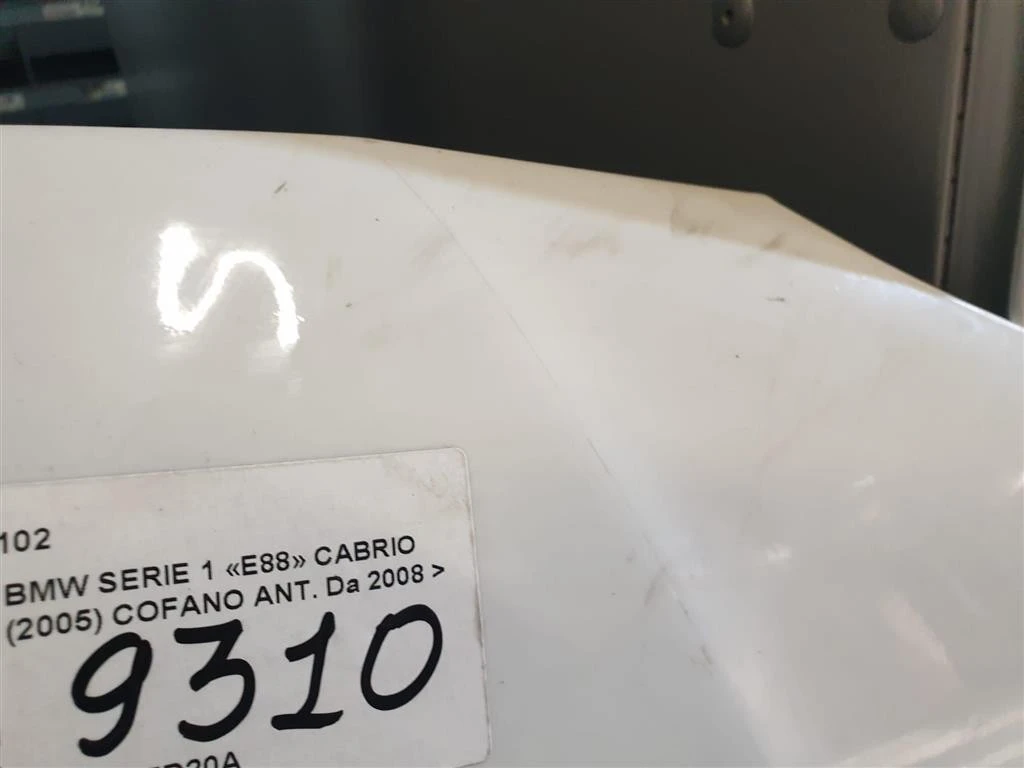 102
BMW SERIE 1 «E88» CABRIO
(2005) COFANO ANT. Da 2008 >
9310